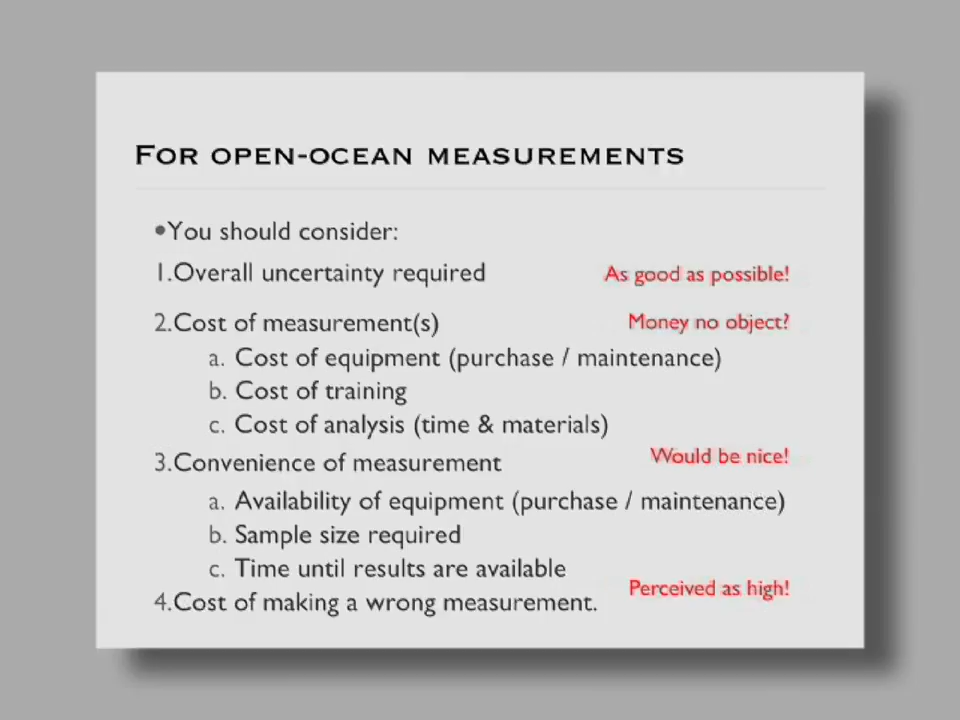 For open-ocean measurements
•You should consider:
1.Overall uncertainty required As good as possible!
2.Cost of measurement(s) Money no object?
a. Cost of equipment (purchase / maintenance)
b. Cost of training
c. Cost of analysis (time & materials)
3.Convenience of measurement Would be nice!
a. Availability of equipment (purchase / maintenance)
b. Sample size required
c. Time until results are available
4.Cost of making a wrong measurement. Perceived as high!